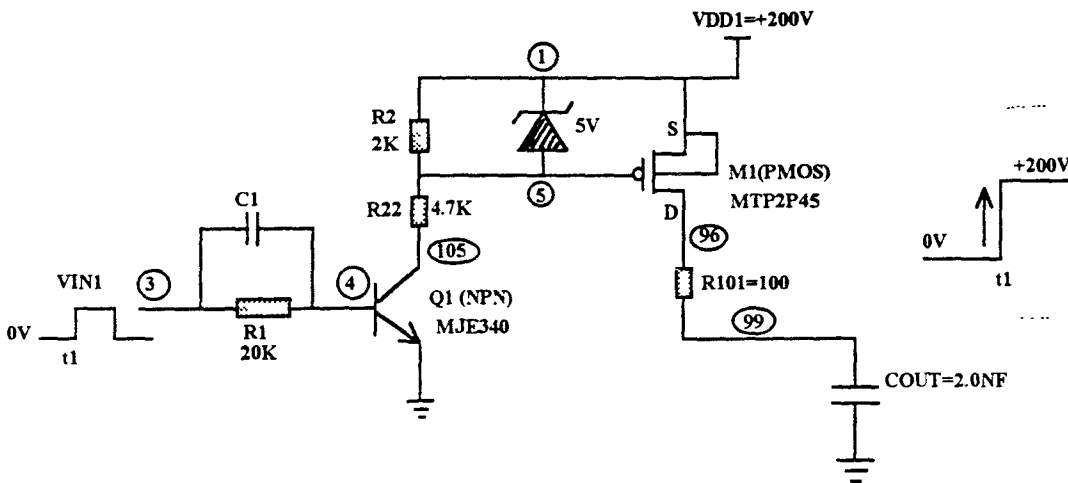 VDD1=+200V
1
R2
2K
5V
S
M1(PMOS)
MTP2P45
D
5
R22
4.7K
C1
105
96
+200V
0V
t1
VIN1
3
4
Q1 (NPN)
MJE340
R101=100
99
0V
t1
R1
20K
COUT=2.0NF